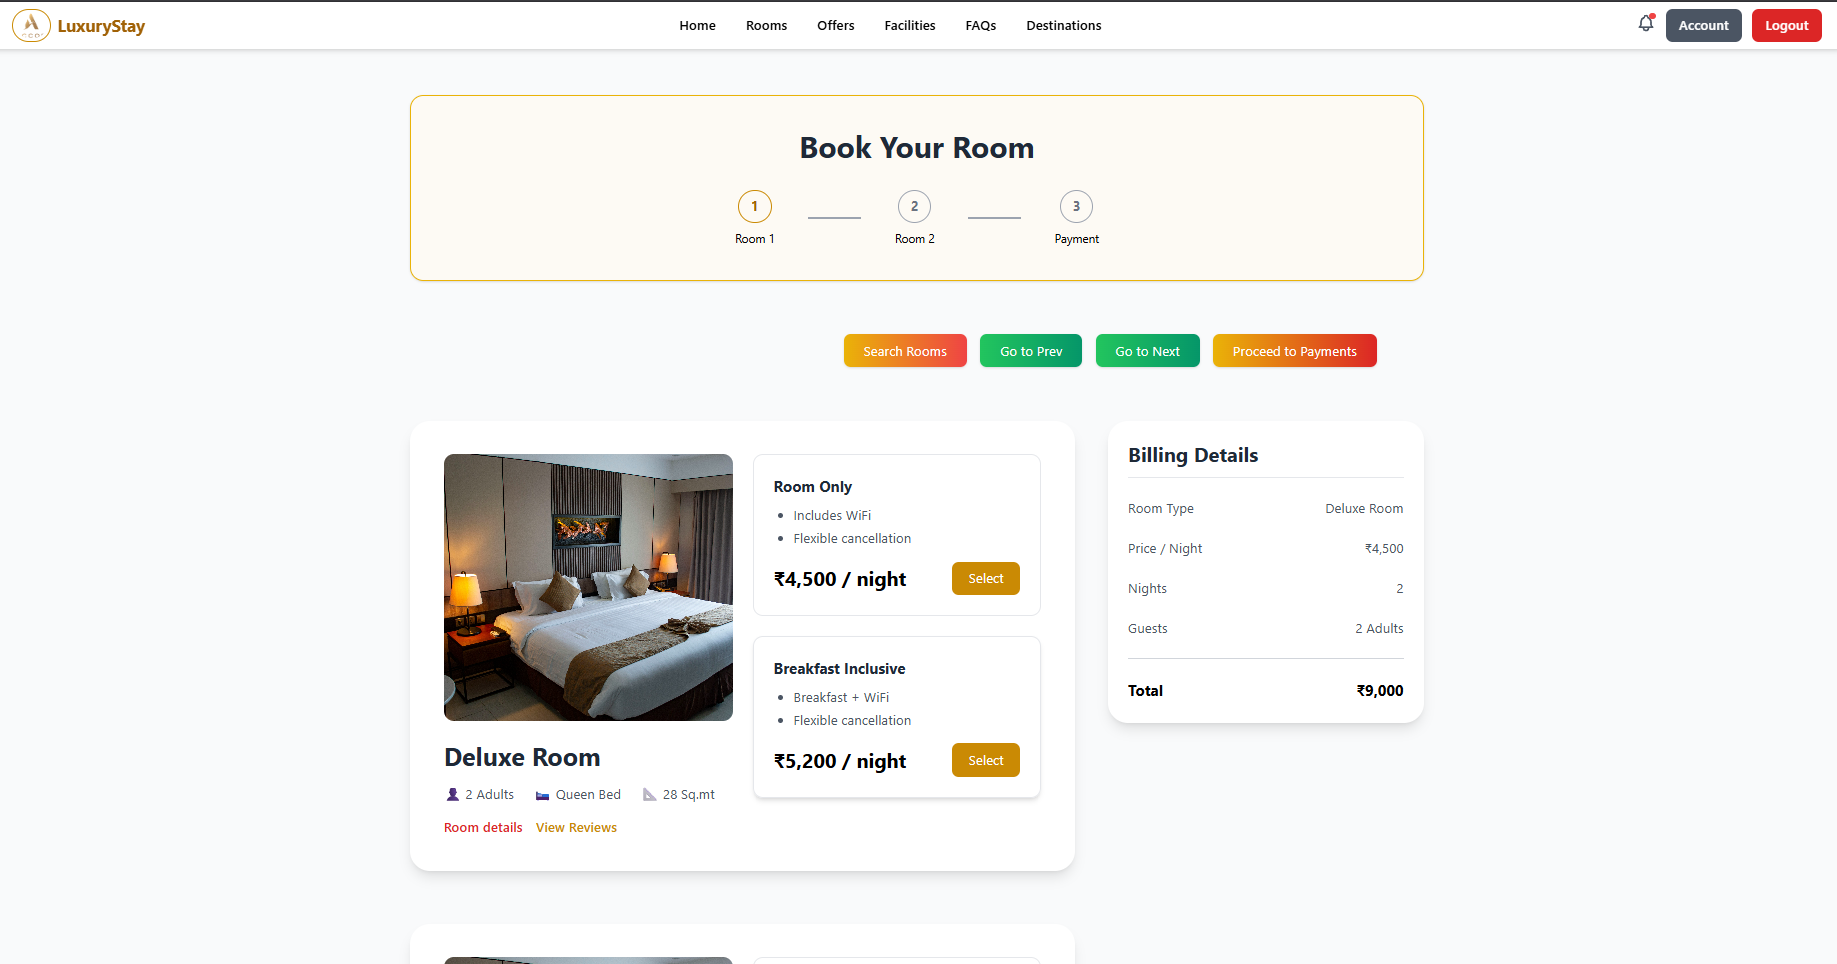 LuxuryStay
Home
Rooms
Offers
Facilities
FAQs
Destinations
Account
Logout
Book Your Room
1
2
3
Room 1
Room 2
Payment
Search Rooms
Go to Prev
Go to Next
Proceed to Payments
Room Only
Includes WiFi
Flexible cancellation
₹4,500 / night
Select
Breakfast Inclusive
Breakfast + WiFi
Flexible cancellation
₹5,200 / night
Select
Deluxe Room
2 Adults
Queen Bed
28 Sq.mt
Room details
View Reviews
Billing Details
Room Type Deluxe Room
Price / Night ₹4,500
Nights 2
Guests 2 Adults
Total ₹9,000